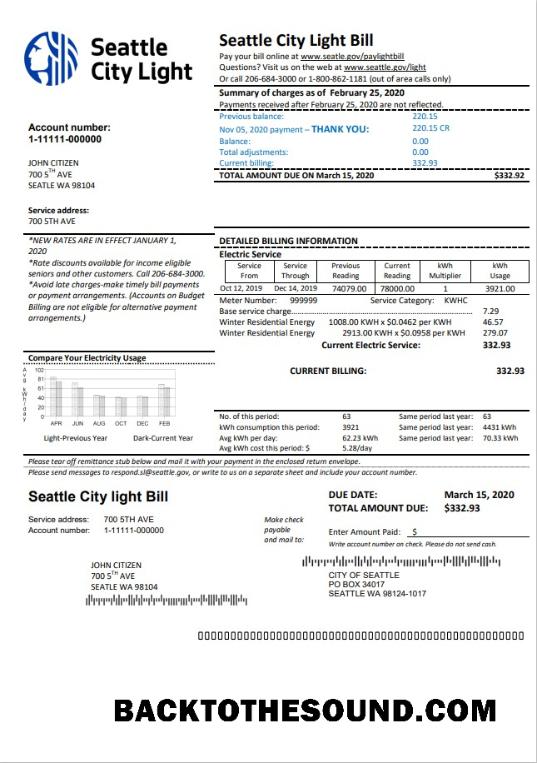 Seattle
City Light
Seattle City Light Bill
Pay your bill online at www.seatle.gov/paylightbill
Questions? Visit us on the web at www.seatle.gov/light
Or call 206-684-3000 or 1-800-862-1181 (out of area calls only)
Summary of charges as of February 25, 2020
Payments received after February 25, 2020 are not reflected.
Previous balance: 220.15
Nov 05, 2020 payment – THANK YOU: 220.15 CR
Balance: 0.00
Total adjustments: 0.00
Current billing: 332.93
TOTAL AMOUNT DUE ON March 15, 2020 $332.92
Account number:
1-11111-000000
JOHN CITIZEN
700 5TH AVE
SEATLE WA 98104
Service address:
700 5TH AVE
*NEW RATES ARE IN EFFECT JANUARY 1,
2020
*Rate discounts available for income eligible
seniors and other customers. Call 206-684-3000.
*Avoid late charges-make timely bill payments
or payment arrangements. (Accounts on Budget
Billing are not eligible for alternative payment
arrangements.)
DETAILED BILLING INFORMATION
Electric Service
Service From Service Through Previous Reading Current Reading kWh Multiplier kWh Usage
Oct 12, 2019 Dec 14, 2019 74079.00 78000.00 1 3921.00
Meter Number: 999999 Service Category: KWHC
Base service charge 7.29
Winter Residential Energy 1008.00 KWH x $0.0462 per KWH 46.57
Winter Residential Energy 2913.00 KWH x $0.0958 per KWH 279.07
Current Electric Service: 332.93
CURRENT BILLING: 332.93
Compare Your Electricity Usage
Avg kWh/day
102
81
61
40
20
0
APR JUN AUG OCT DEC FEB
Light-Previous Year Dark-Current Year
No. of this period: 63 Same period last year: 63
kWh consumption this period: 3921 Same period last year: 4431 kWh
Avg kWh per day: 62.23 kWh Same period last year: 70.33 kWh
Avg kWh cost this period: $ 5.28/day
Please tear off remittance stub below and mail it with your payment in the enclosed return envelope.
Please send messages to respond.sl@seattle.gov, or write to us on a separate sheet and include your account number.
Seattle City light Bill
DUE DATE: March 15, 2020
TOTAL AMOUNT DUE: $332.93
Service address: 700 5TH AVE
Account number: 1-11111-000000
Make check
payable
and mail to:
Enter Amount Paid: $
Write account number on check. Please do not send cash.
JOHN CITIZEN
700 5TH AVE
SEATLE WA 98104
CITY OF SEATTLE
PO BOX 34017
SEATTLE WA 98124-1017
BACKTOTHESOUND.COM